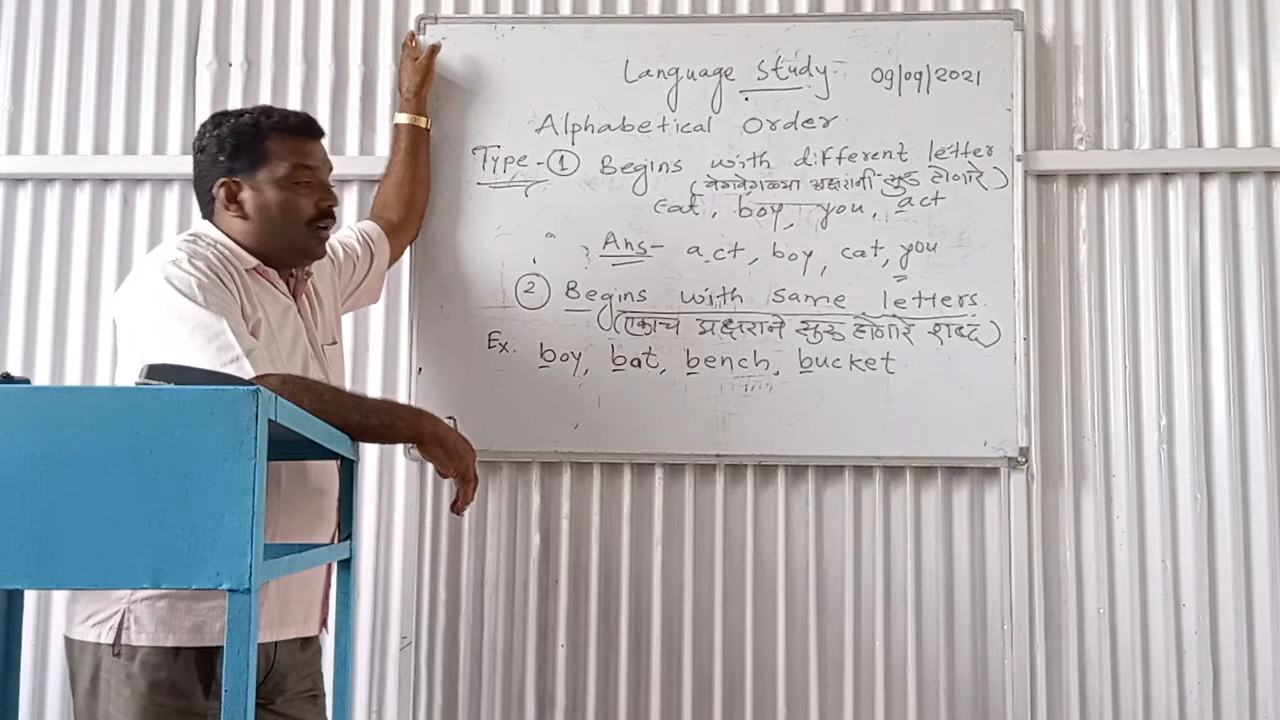 Language Study 09/09/2021
Alphabetical Order
Type-① Begins with different letter
(वेगवेगळ्या अक्षरांनी सुरू होणारे)
cat, boy, you, act
Ans- act, boy, cat, you
② Begins with same letters.
(एकाच अक्षराने सुरू होणारे शब्द)
Ex. boy, bat, bench, bucket